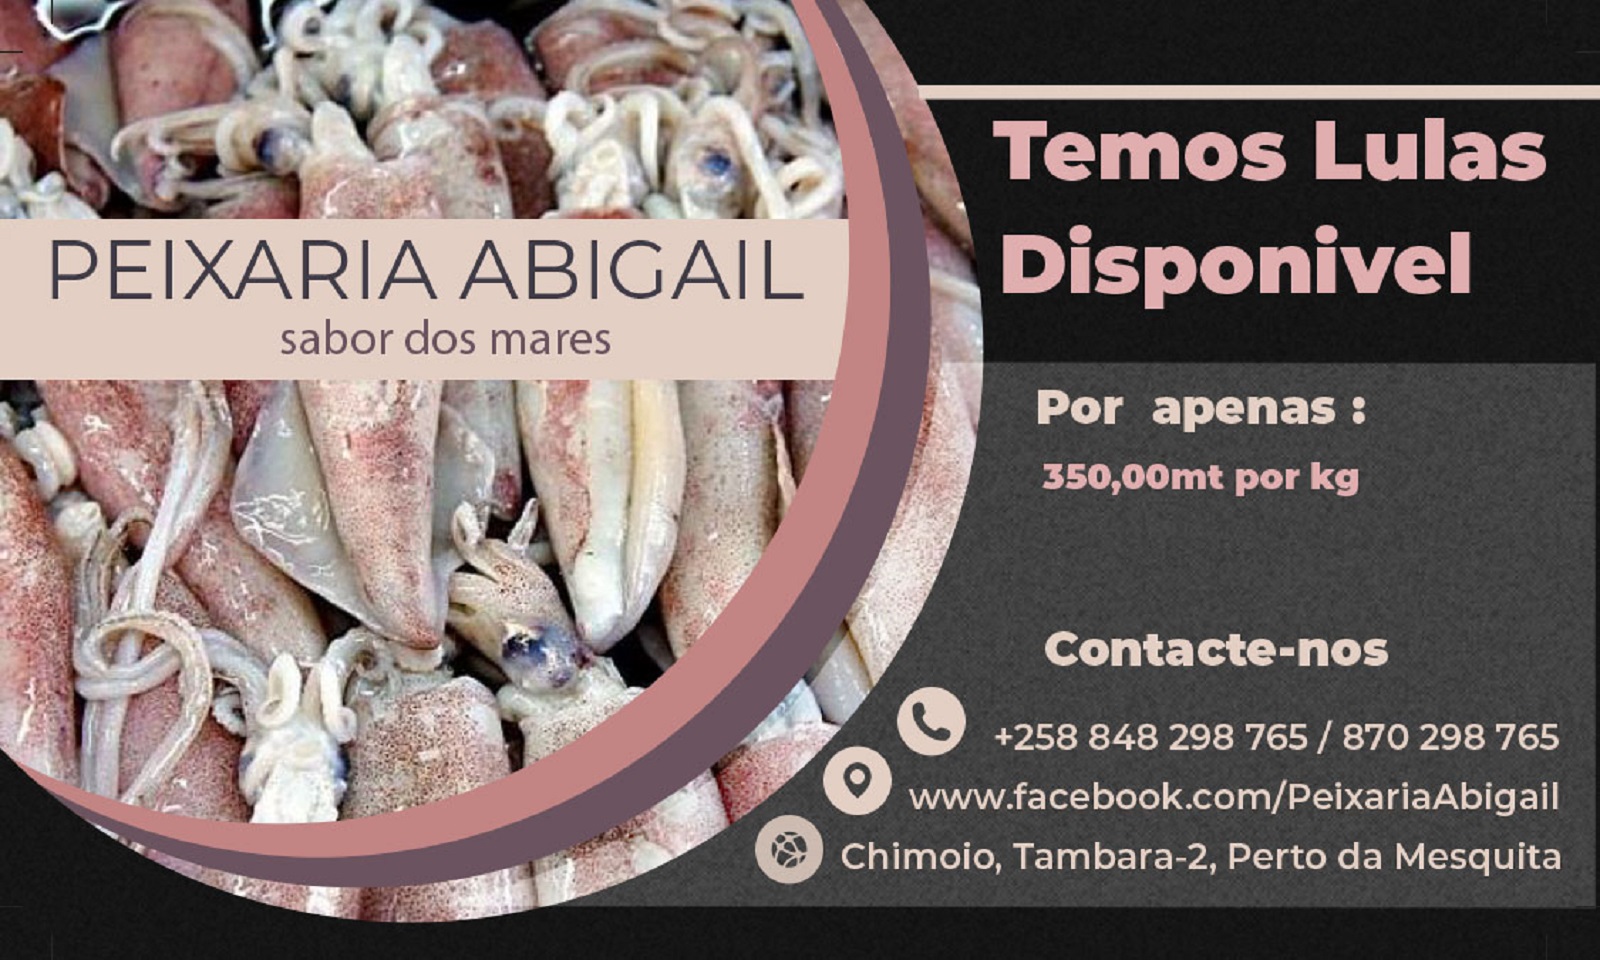 PEIXARIA ABIGAIL
sabor dos mares
Temos Lulas
Disponivel
Por apenas :
350,00mt por kg
Contacte-nos
+258 848 298 765 / 870 298 765
www.facebook.com/PeixariaAbigail
Chimoio, Tambara-2, Perto da Mesquita